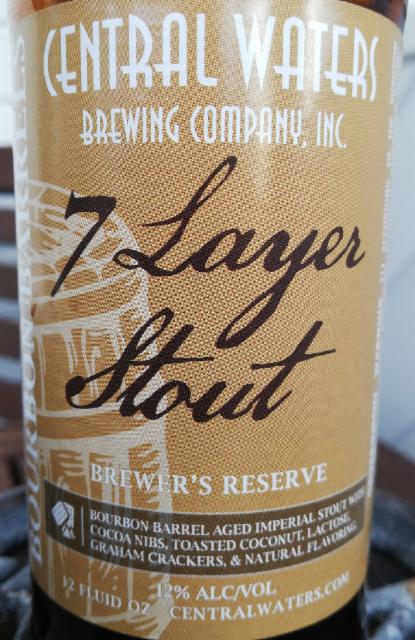 CENTRAL WATERS
BREWING COMPANY, INC.
7 Layer
Stout
BREWER'S RESERVE
BOURBON BARREL AGED IMPERIAL STOUT WITH
COCOA NIBS, TOASTED COCONUT, LACTOSE,
GRAHAM CRACKERS, & NATURAL FLAVORING
12 FLUID OZ 12% ALC/VOL
CENTRALWATERS.COM
BOURBON BARRELS